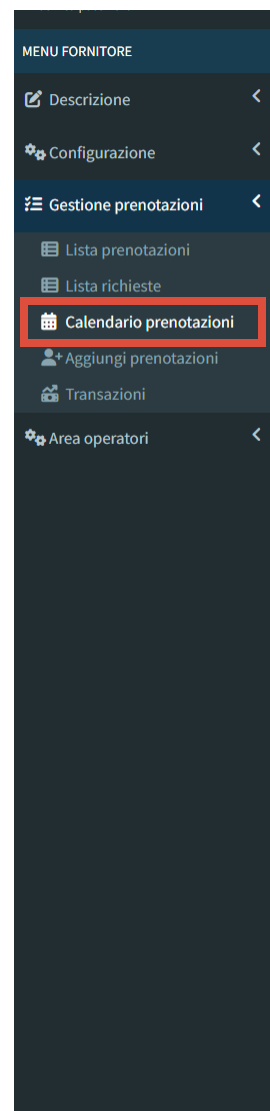 MENU FORNITORE
Descrizione
Configurazione
Gestione prenotazioni
Lista prenotazioni
Lista richieste
Calendario prenotazioni
Aggiungi prenotazioni
Transazioni
Area operatori